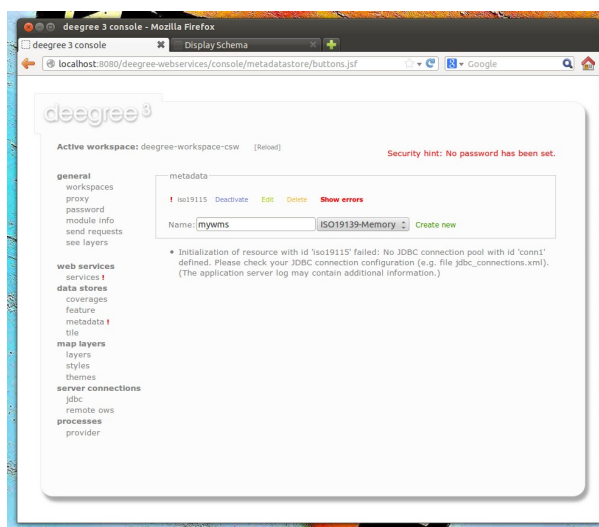 deegree 3 console - Mozilla Firefox
deegree 3 console
Display Schema
localhost:8080/deegree-webservices/console/metadatastore/buttons.jsf
Google
deegree 3
Active workspace: deegree-workspace-csw [Reload]
Security hint: No password has been set.
general
workspaces
proxy
password
module info
send requests
see layers
web services
services !
data stores
coverages
feature
metadata !
tile
map layers
layers
styles
themes
server connections
jdbc
remote ows
processes
provider
metadata
! iso19115 Deactivate Edit Delete Show errors
Name: mywms ISO19139-Memory Create new
• Initialization of resource with id 'iso19115' failed: No JDBC connection pool with id 'conn1'
defined. Please check your JDBC connection configuration (e.g. file jdbc_connections.xml).
(The application server log may contain additional information.)